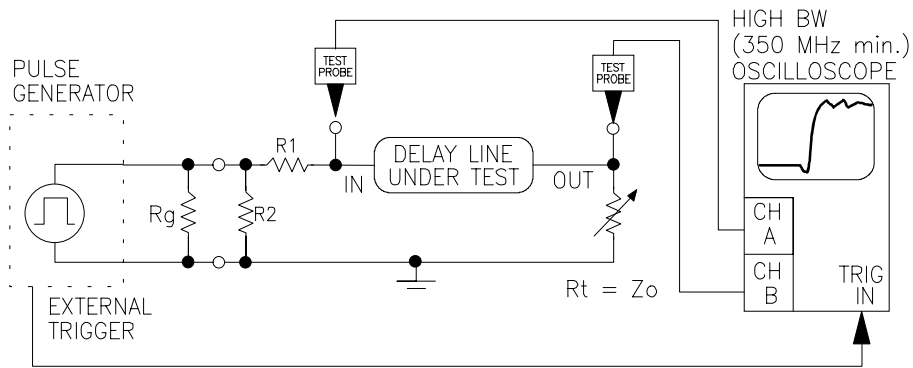 HIGH BW
(350 MHz min.)
OSCILLOSCOPE
PULSE
GENERATOR
TEST
PROBE
TEST
PROBE
R1
IN
DELAY LINE
UNDER TEST
OUT
Rg
R2
CH
A
CH
B
TRIG
IN
Rt = Zo
EXTERNAL
TRIGGER